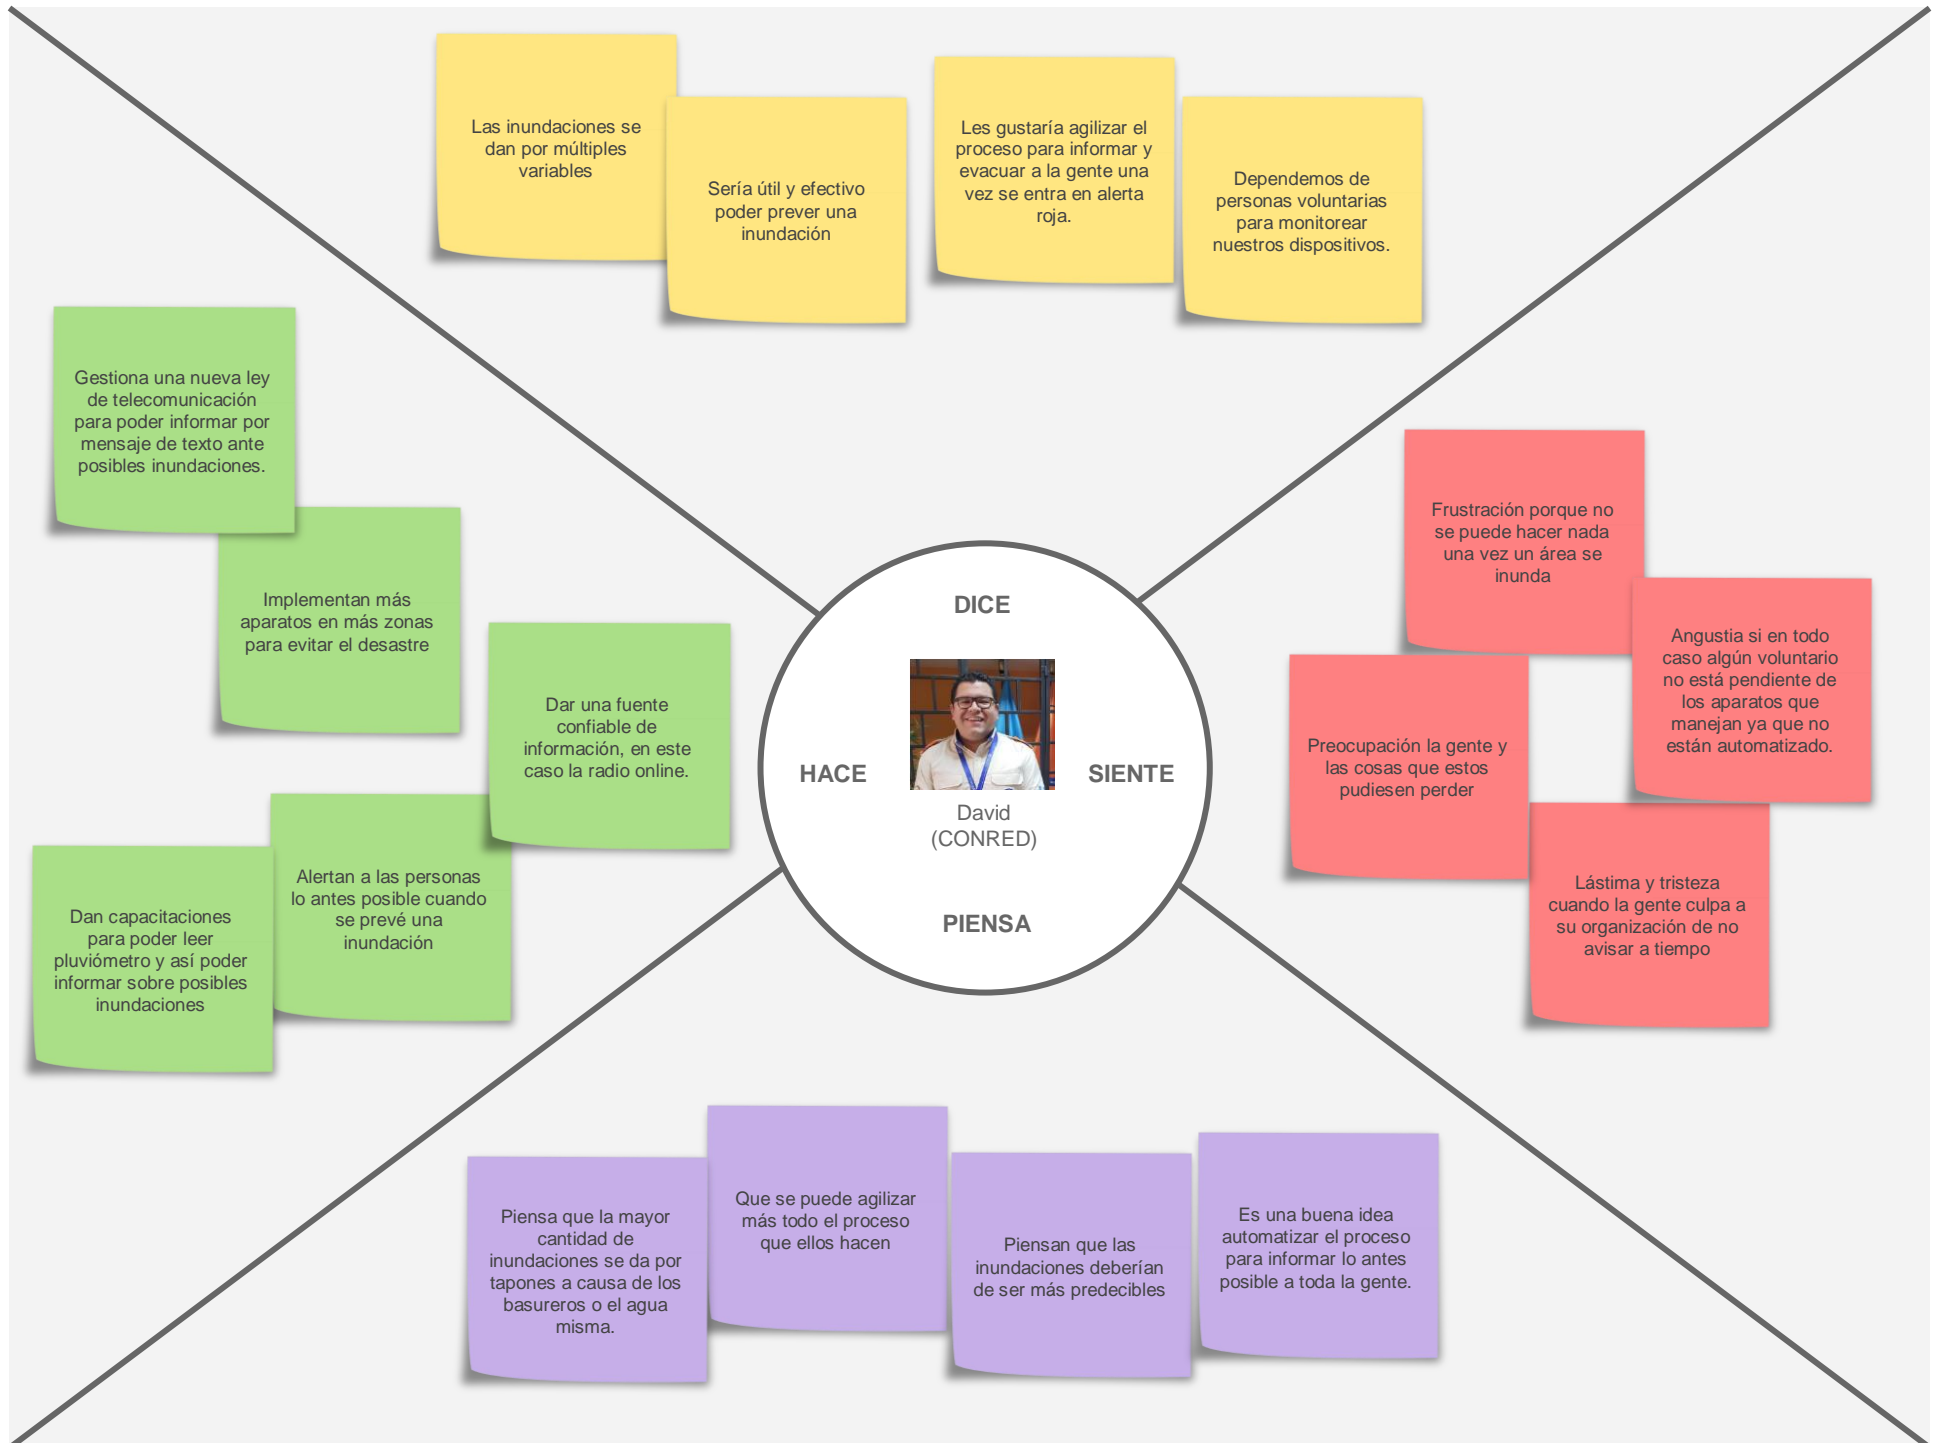 Las inundaciones se
dan por múltiples
variables
Sería útil y efectivo
poder prever una
inundación
Les gustaría agilizar el
proceso para informar y
evacuar a la gente una
vez se entra en alerta
roja.
Dependemos de
personas voluntarias
para monitorear
nuestros dispositivos.
Gestiona una nueva ley
de telecomunicación
para poder informar por
mensaje de texto ante
posibles inundaciones.
Implementan más
aparatos en más zonas
para evitar el desastre
Dar una fuente
confiable de
información, en este
caso la radio online.
Alertan a las personas
lo antes posible cuando
se prevé una
inundación
Dan capacitaciones
para poder leer
pluviómetro y así poder
informar sobre posibles
inundaciones
DICE
HACE
SIENTE
David
(CONRED)
PIENSA
Frustración porque no
se puede hacer nada
una vez un área se
inunda
Angustia si en todo
caso algún voluntario
no está pendiente de
los aparatos que
manejan ya que no
están automatizado.
Preocupación la gente y
las cosas que estos
pudiesen perder
Lástima y tristeza
cuando la gente culpa a
su organización de no
avisar a tiempo
Piensa que la mayor
cantidad de
inundaciones se da por
tapones a causa de los
basureros o el agua
misma.
Que se puede agilizar
más todo el proceso
que ellos hacen
Piensan que las
inundaciones deberían
de ser más predecibles
Es una buena idea
automatizar el proceso
para informar lo antes
posible a toda la gente.